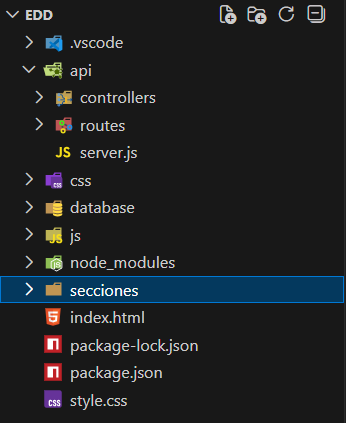 EDD
.vscode
api
controllers
routes
JS server.js
css
database
js
node_modules
secciones
index.html
package-lock.json
package.json
style.css